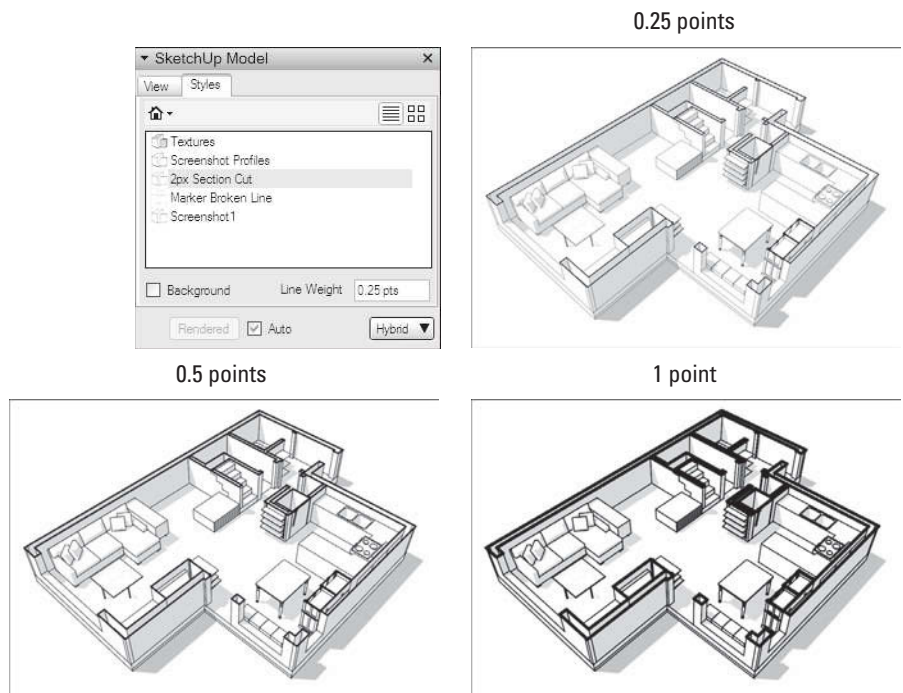 0.25 points
SketchUp Model
View Styles
Textures
Screenshot Profiles
2px Section Cut
Marker Broken Line
Screenshot1
Background Line Weight 0.25 pts
Rendered Auto Hybrid
0.5 points
1 point